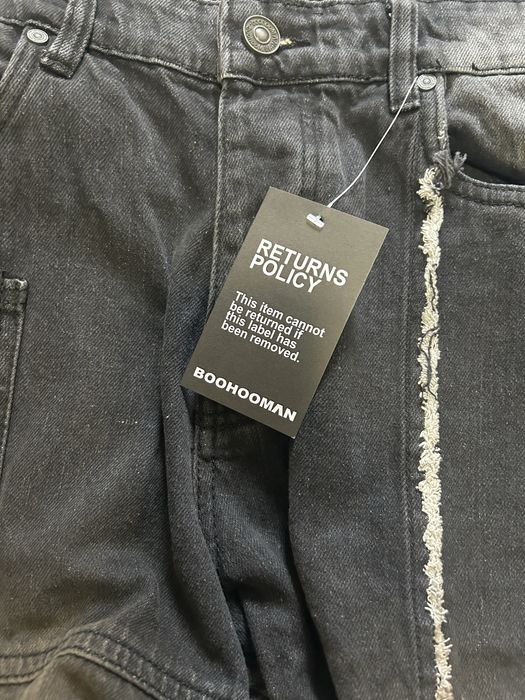 RETURNS
POLICY
This item cannot
be returned if
this label has
been removed.
BOOHOOMAN